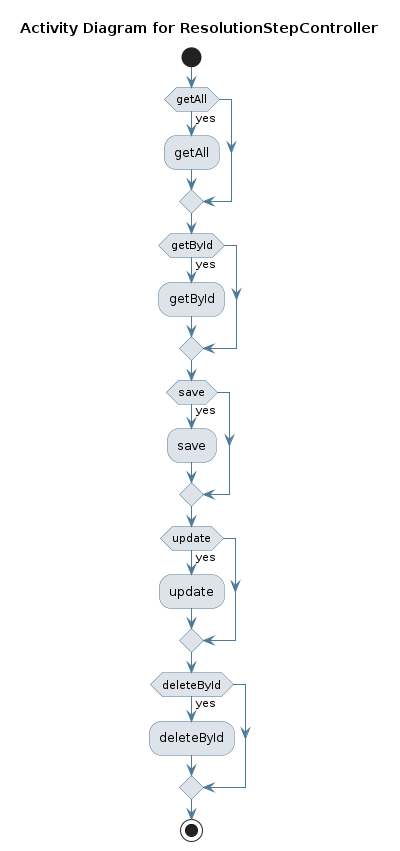 Activity Diagram for ResolutionStepController
getAll
yes
getAll
getById
yes
getById
save
yes
save
update
yes
update
deleteById
yes
deleteById